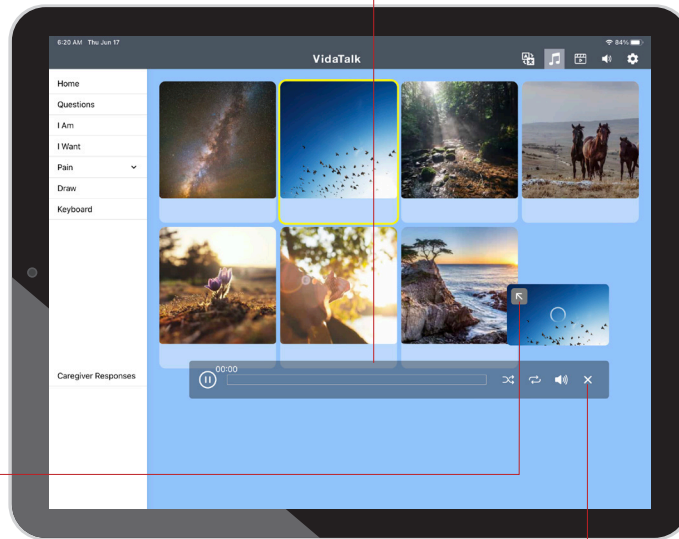 6:20 AM Thu Jun 17
84%
VidaTalk
Home
Questions
I Am
I Want
Pain
Draw
Keyboard
Caregiver Responses
00:00